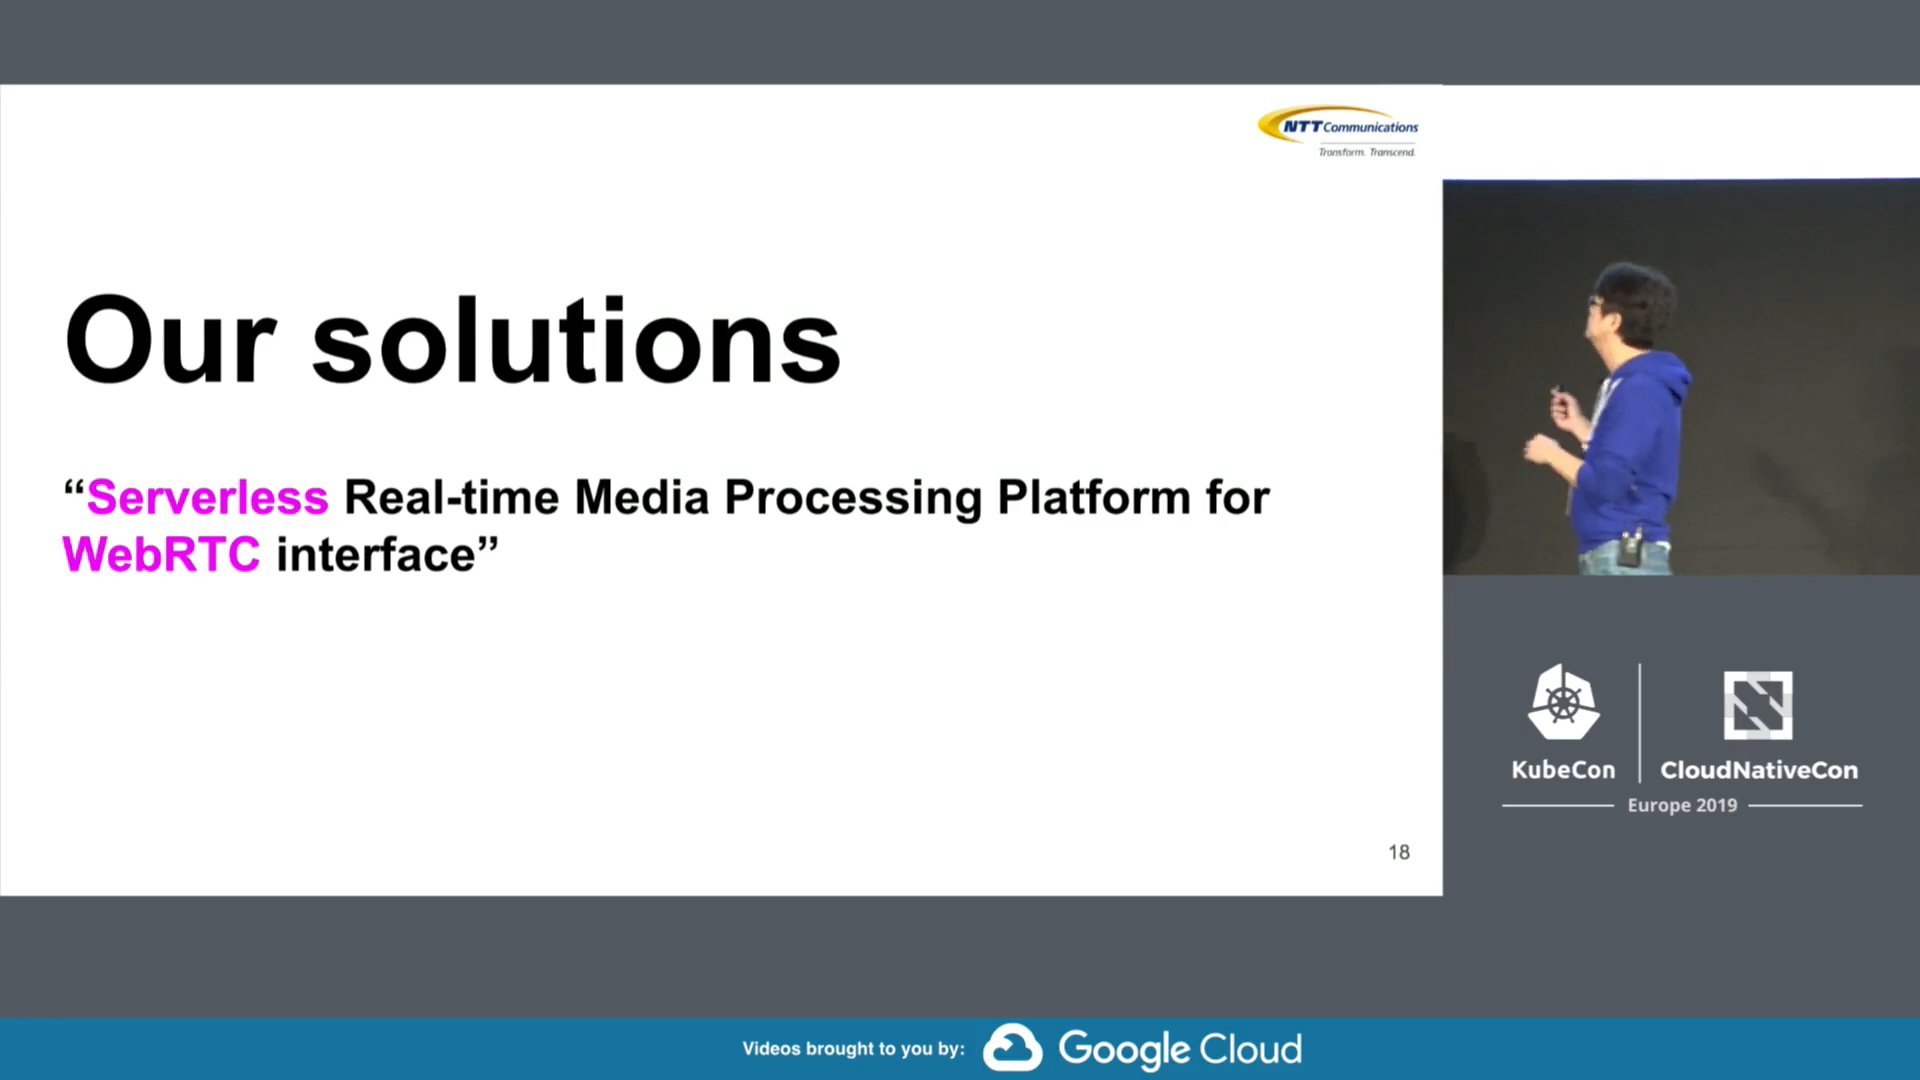 NTT Communications
Transform. Transcend.
Our solutions
“Serverless Real-time Media Processing Platform for
WebRTC interface”
18
KubeCon
CloudNativeCon
Europe 2019
Videos brought to you by:
Google Cloud